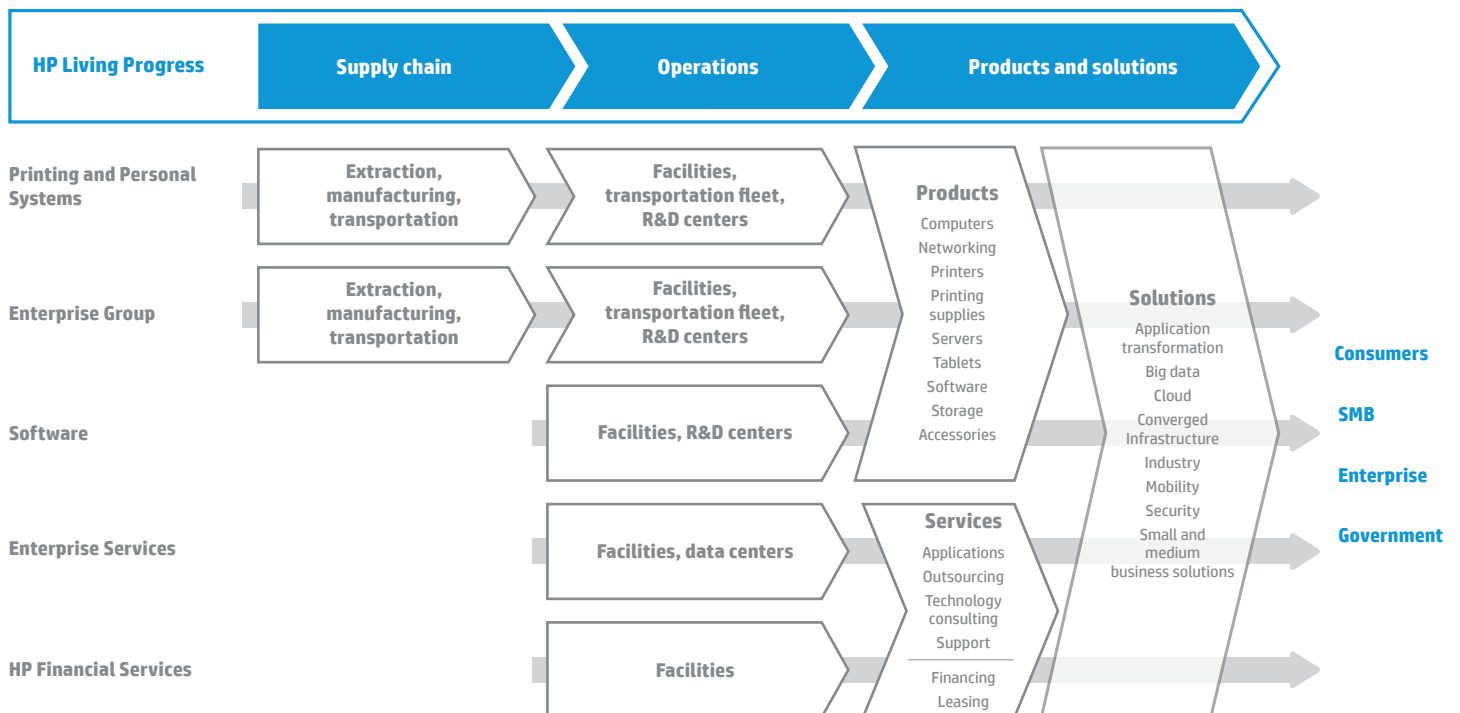 HP Living Progress
Supply chain
Operations
Products and solutions
Printing and Personal
Systems
Extraction,
manufacturing,
transportation
Facilities,
transportation fleet,
R&D centers
Enterprise Group
Extraction,
manufacturing,
transportation
Facilities,
transportation fleet,
R&D centers
Software
Facilities, R&D centers
Enterprise Services
Facilities, data centers
HP Financial Services
Facilities
Products
Computers
Networking
Printers
Printing
supplies
Servers
Tablets
Software
Storage
Accessories
Services
Applications
Outsourcing
Technology
consulting
Support
Financing
Leasing
Solutions
Application
transformation
Big data
Cloud
Converged
Infrastructure
Industry
Mobility
Security
Small and
medium
business solutions
Consumers
SMB
Enterprise
Government